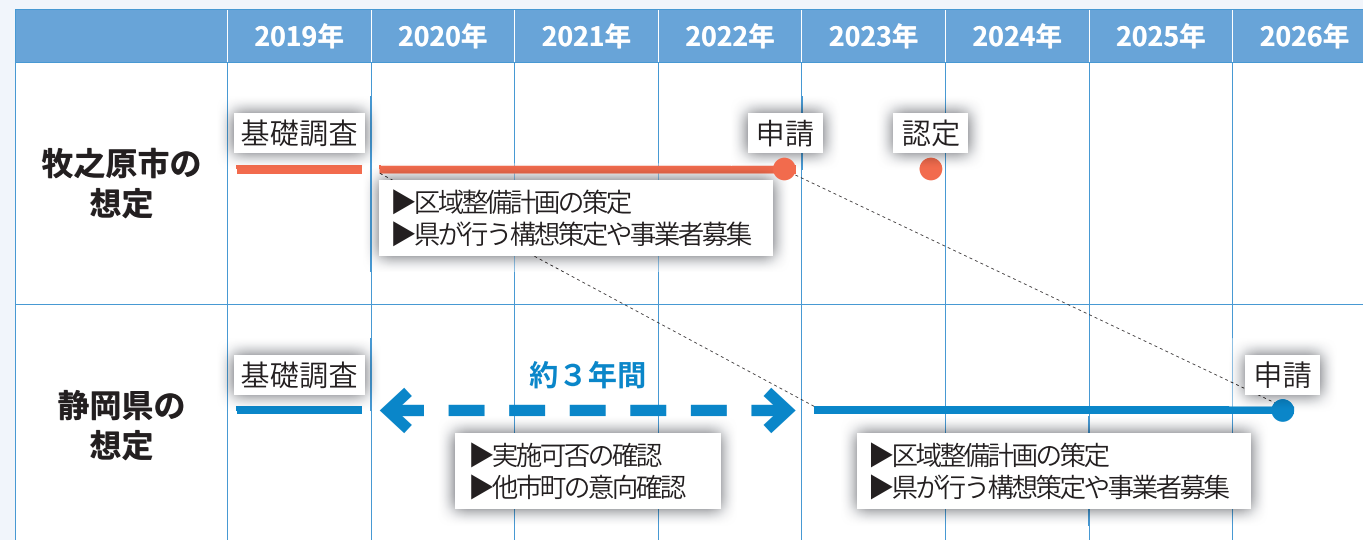 2019年 2020年 2021年 2022年 2023年 2024年 2025年 2026年
牧之原市の
想定
基礎調査
申請
認定
▶区域整備計画の策定
▶県が行う構想策定や事業者募集
静岡県の
想定
基礎調査
約３年間
申請
▶実施可否の確認
▶他市町の意向確認
▶区域整備計画の策定
▶県が行う構想策定や事業者募集